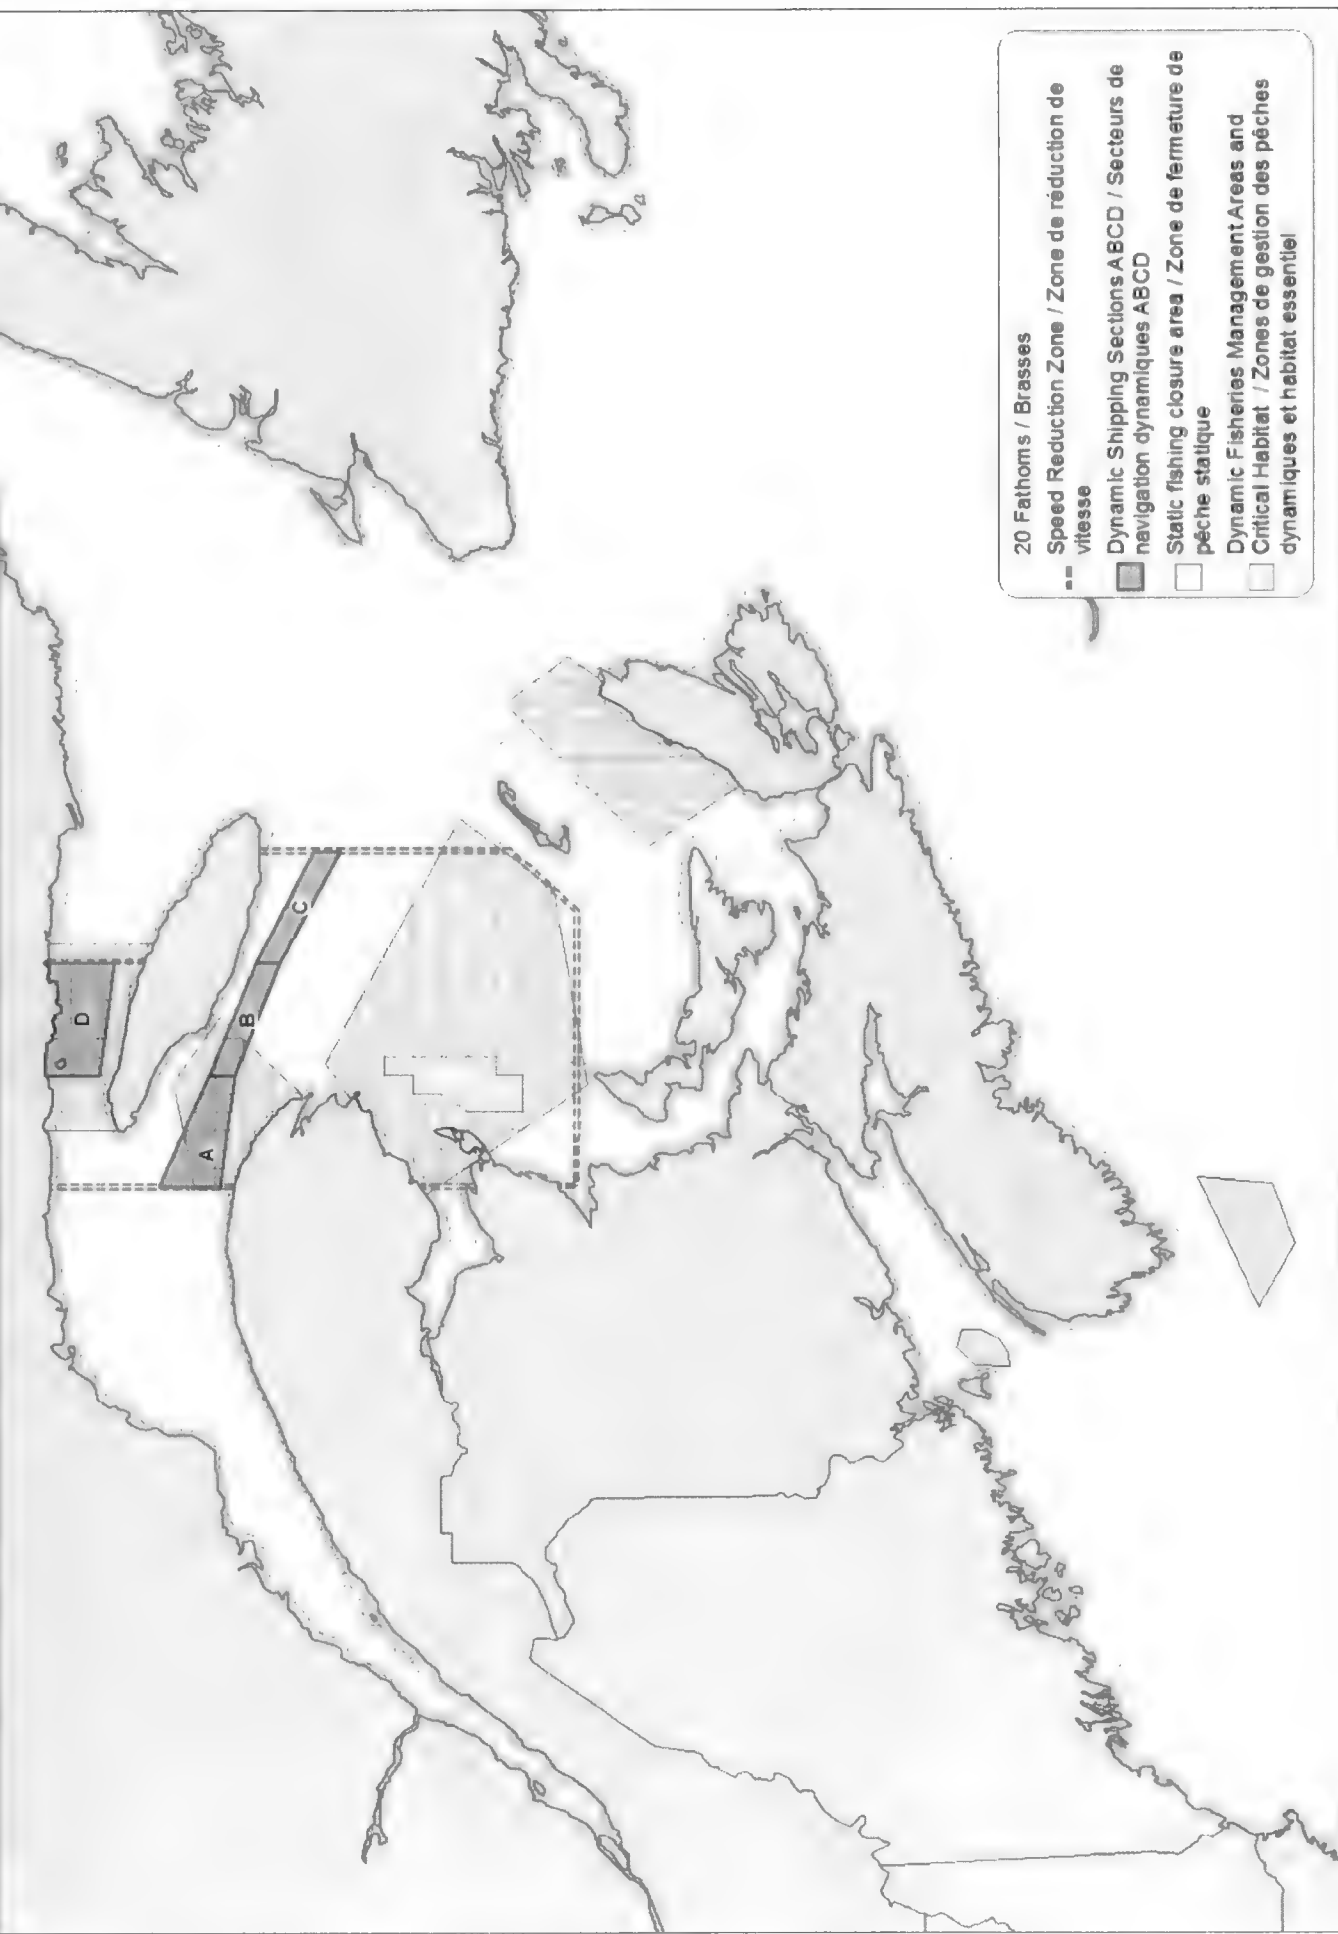 D
C
B
A
20 Fathoms / Brasses
Speed Reduction Zone / Zone de réduction de
vitesse
Dynamic Shipping Sections ABCD / Secteurs de
navigation dynamiques ABCD
Static fishing closure area / Zone de fermeture de
pêche statique
Dynamic Fisheries Management Areas and
Critical Habitat / Zones de gestion des pêches
dynamiques et habitat essentiel